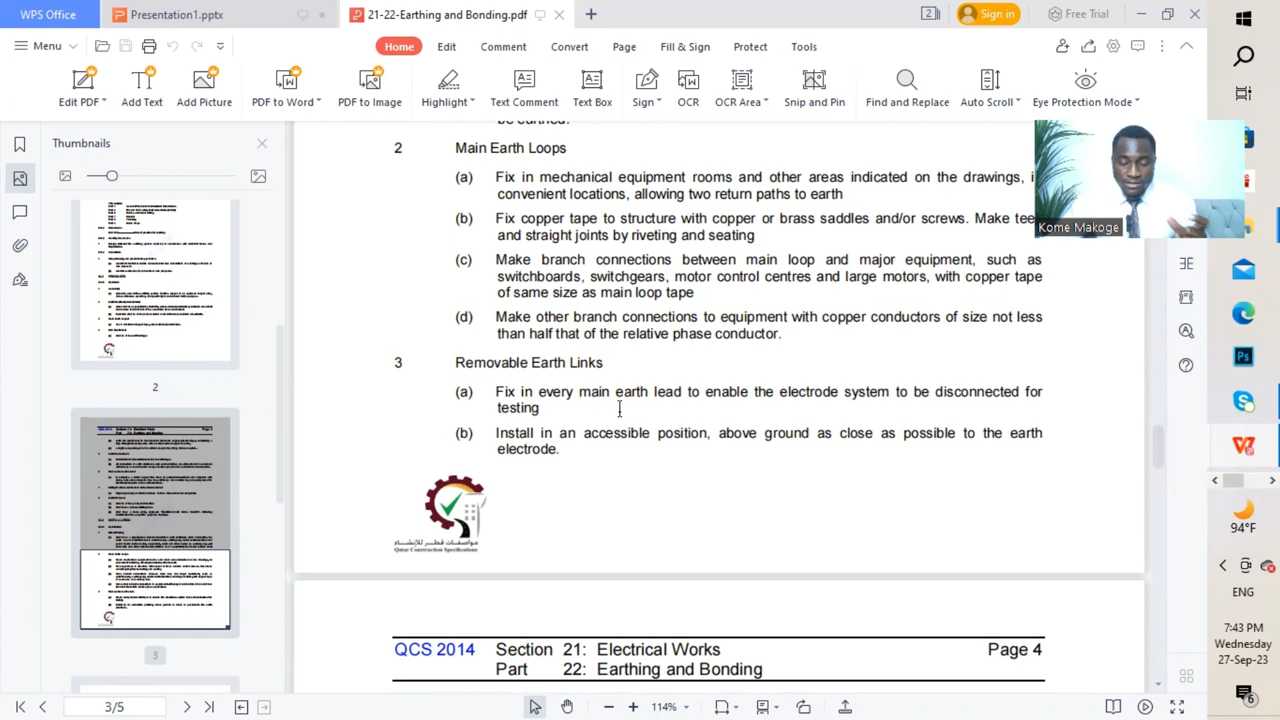 WPS Office
Presentation1.pptx
21-22-Earthing and Bonding.pdf
2
Sign in
Free Trial
Menu
Home
Edit
Comment
Convert
Page
Fill & Sign
Protect
Tools
Edit PDF
Add Text
Add Picture
PDF to Word
PDF to Image
Highlight
Text Comment
Text Box
Sign
OCR
OCR Area
Snip and Pin
Find and Replace
Auto Scroll
Eye Protection Mode
Thumbnails
2
3
be earthed.
2 Main Earth Loops
(a) Fix in mechanical equipment rooms and other areas indicated on the drawings, i
convenient locations, allowing two return paths to earth
(b) Fix copper tape to structure with copper or brass saddles and/or screws. Make tee
and straight joints by riveting and seating
(c) Make branch connections between main loop and major equipment, such as
switchboards, switchgears, motor control centres and large motors, with copper tape
of same size as main loop tape
(d) Make other branch connections to equipment with copper conductors of size not less
than half that of the relative phase conductor.
3 Removable Earth Links
(a) Fix in every main earth lead to enable the electrode system to be disconnected for
testing
(b) Install in an accessible position, above ground as close as possible to the earth
electrode.
مواصفات قطر للإنشاء
Qatar Construction Specifications
QCS 2014 Section 21: Electrical Works Page 4
Part 22: Earthing and Bonding
Kome Makoge
Ps
94°F
ENG
7:43 PM
Wednesday
27-Sep-23
6
3/5
114%